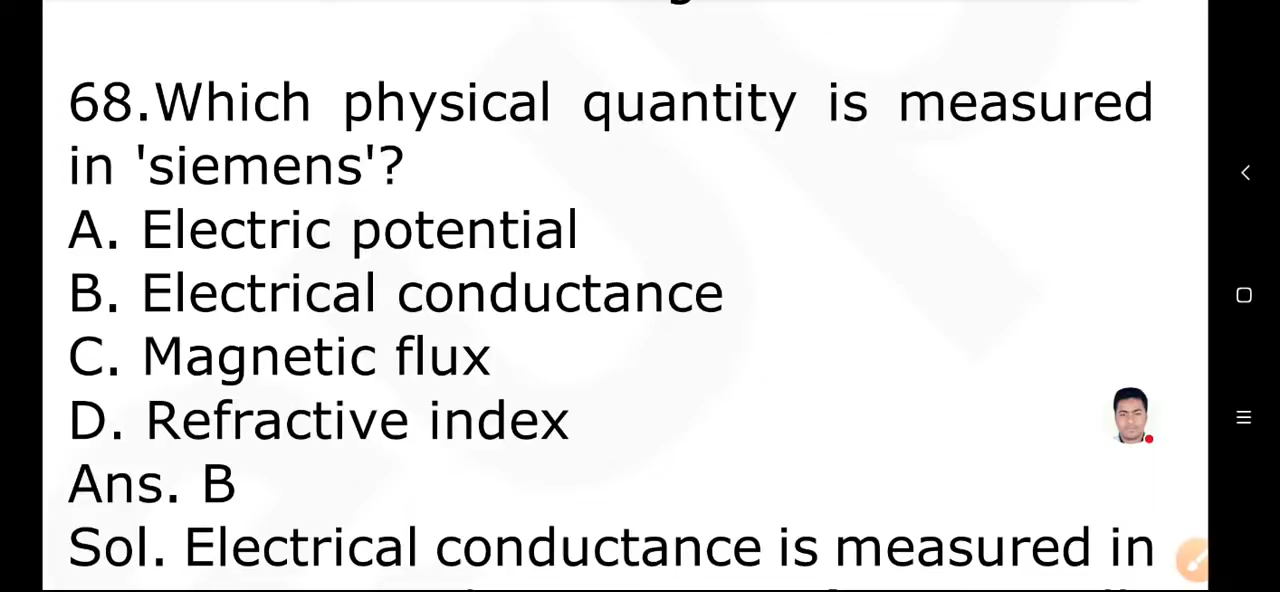 68.Which physical quantity is measured
in 'siemens'?
A. Electric potential
B. Electrical conductance
C. Magnetic flux
D. Refractive index
Ans. B
Sol. Electrical conductance is measured in